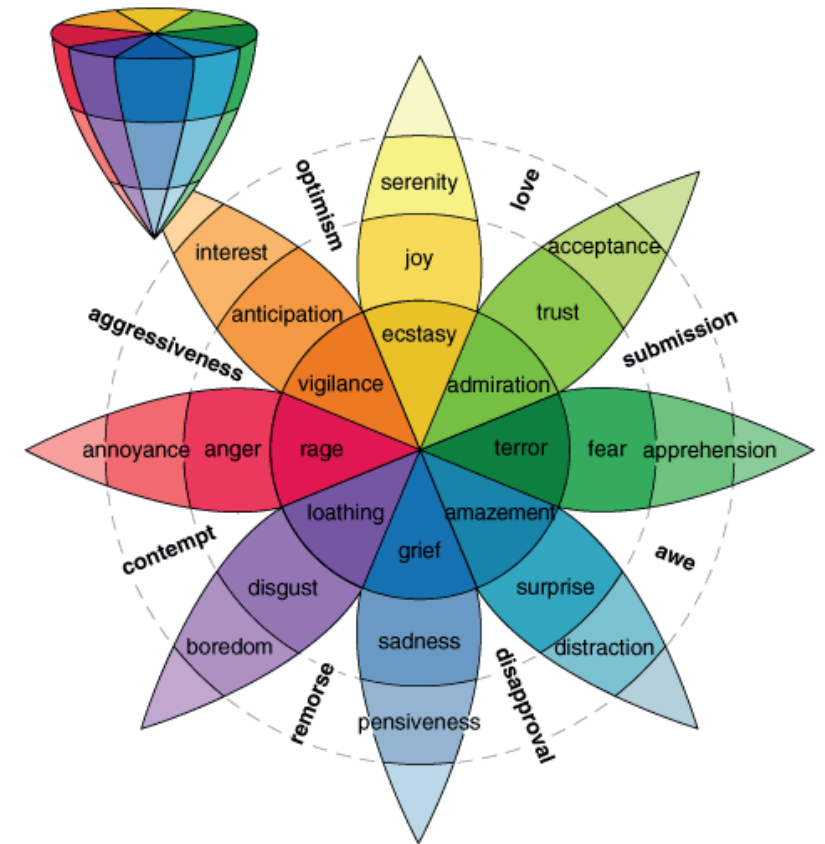 optimism
love
serenity
interest
acceptance
joy
anticipation
trust
aggressiveness
submission
ecstasy
vigilance
admiration
annoyance
anger
rage
terror
fear
apprehension
loathing
amazement
contempt
grief
awe
disgust
surprise
boredom
sadness
distraction
remorse
disapproval
pensiveness